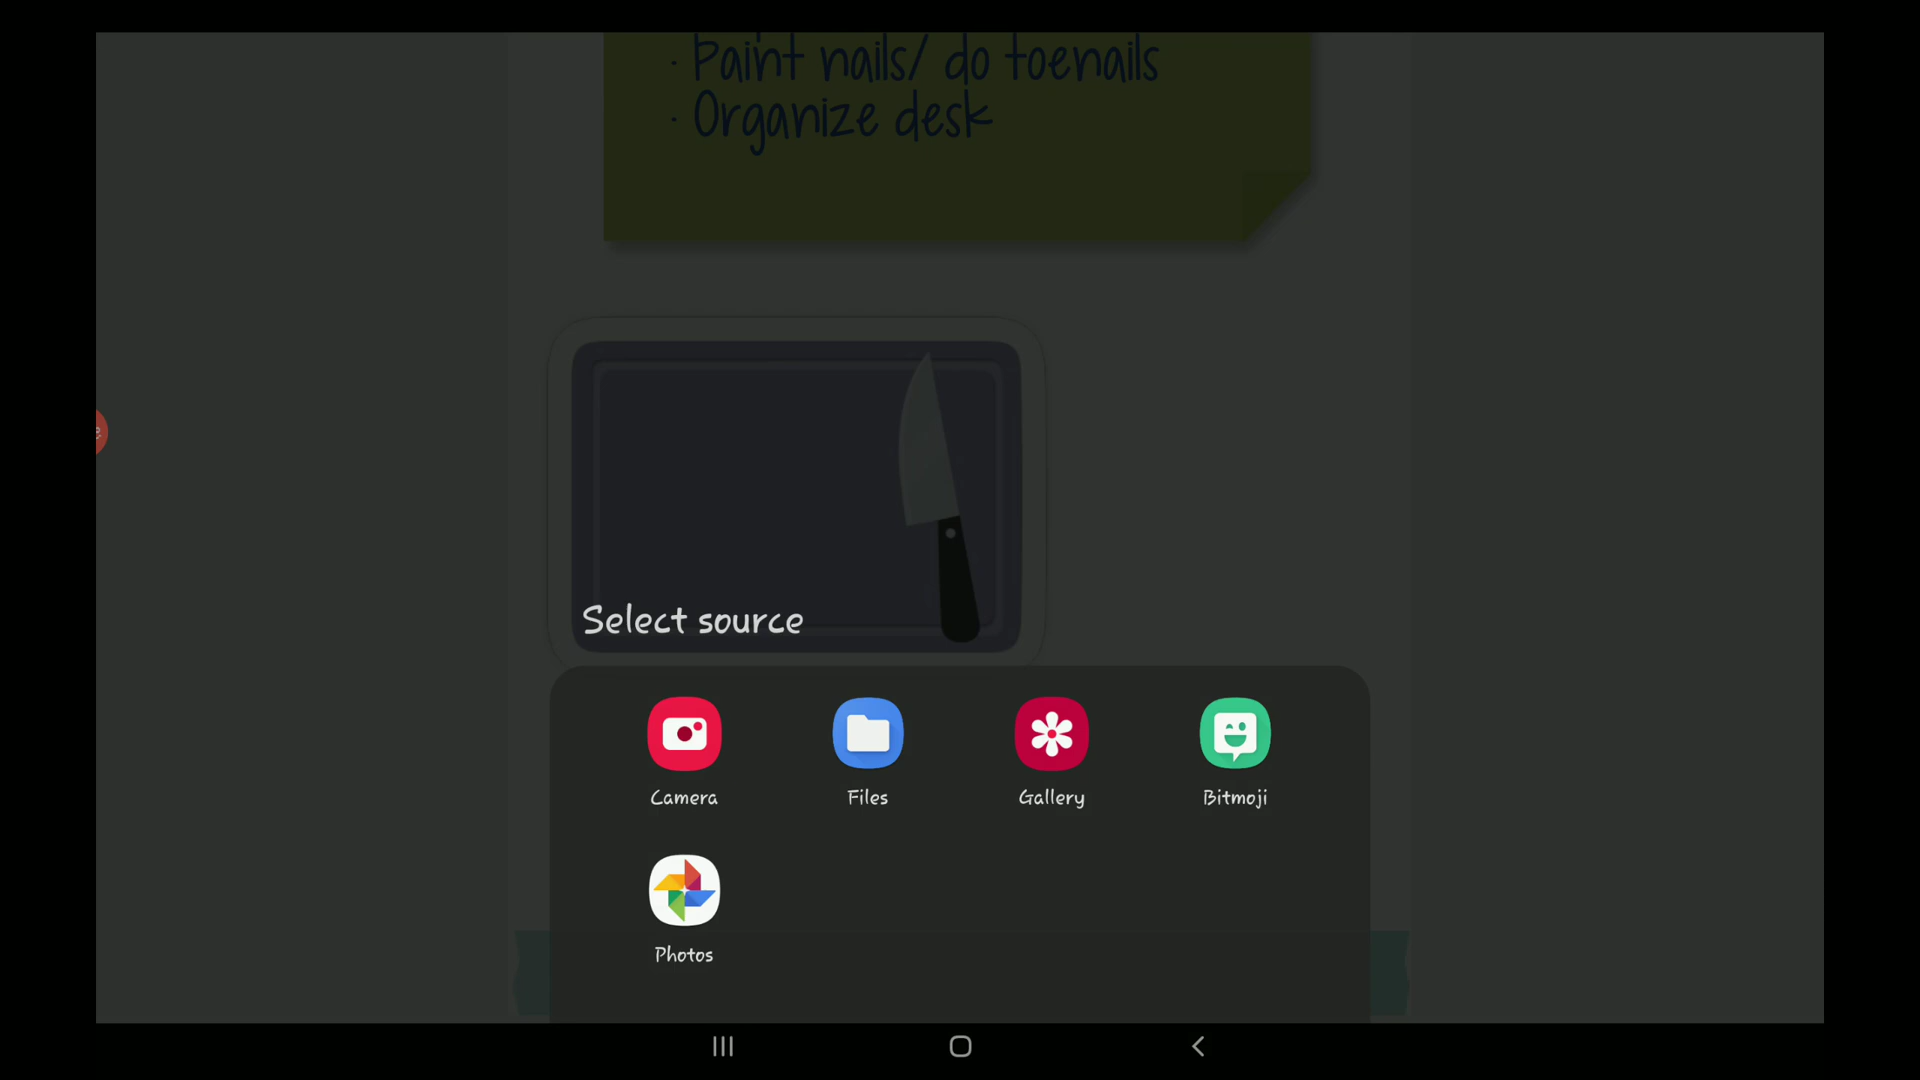 · Paint nails/ do toenails
· Organize desk
Select source
Camera
Files
Gallery
Bitmoji
Photos